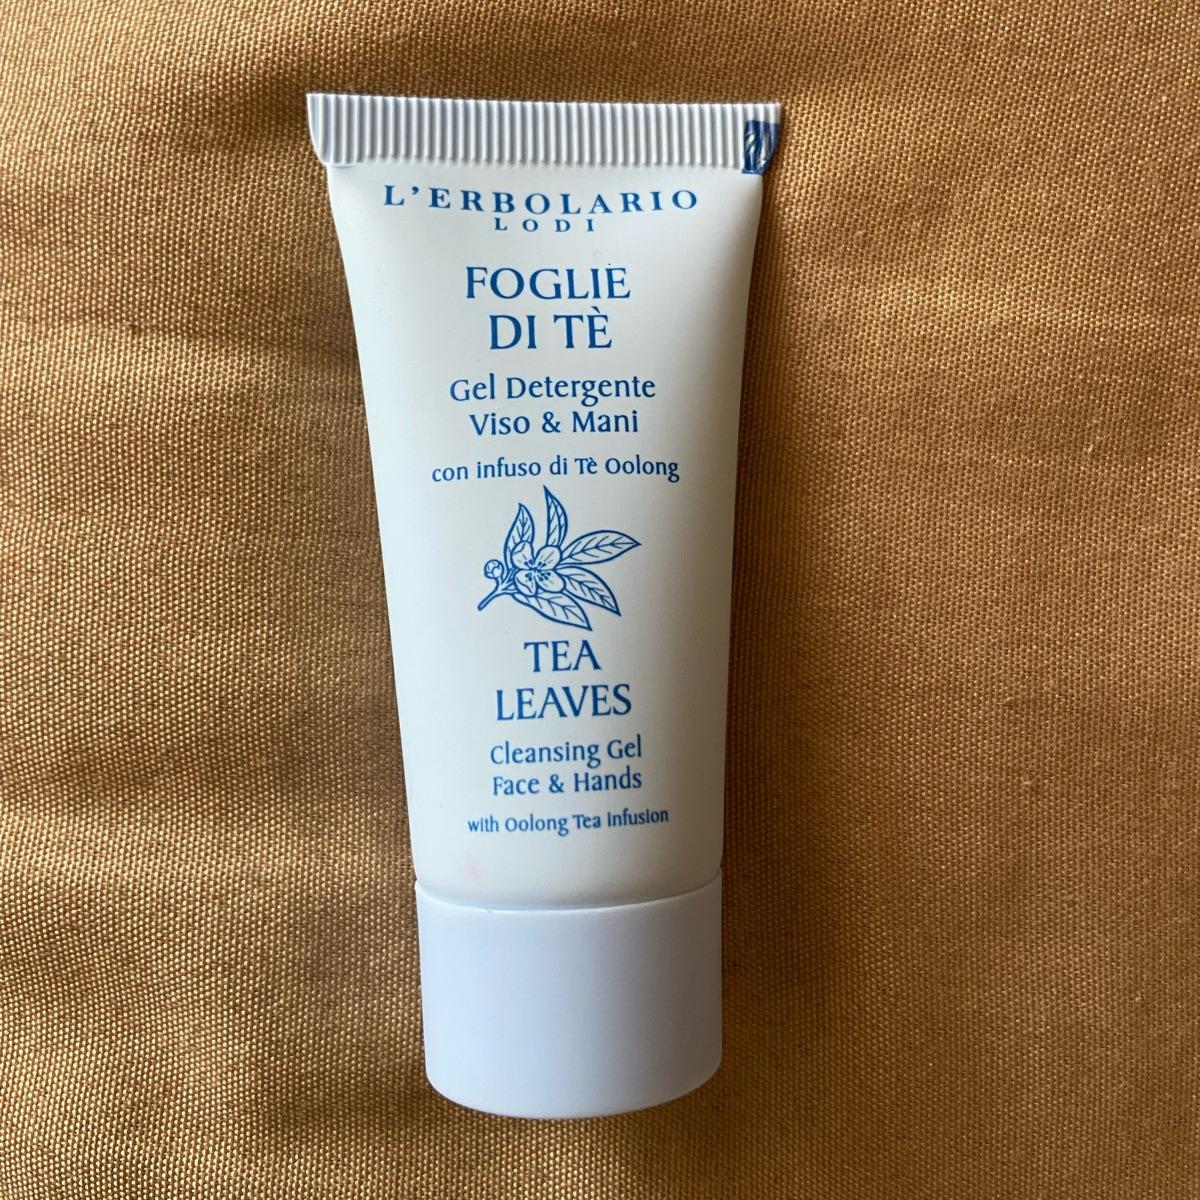 L'ERBOLARIO
LODI
FOGLIE
DI TÈ
Gel Detergente
Viso & Mani
con infuso di Tè Oolong
TEA
LEAVES
Cleansing Gel
Face & Hands
with Oolong Tea infusion